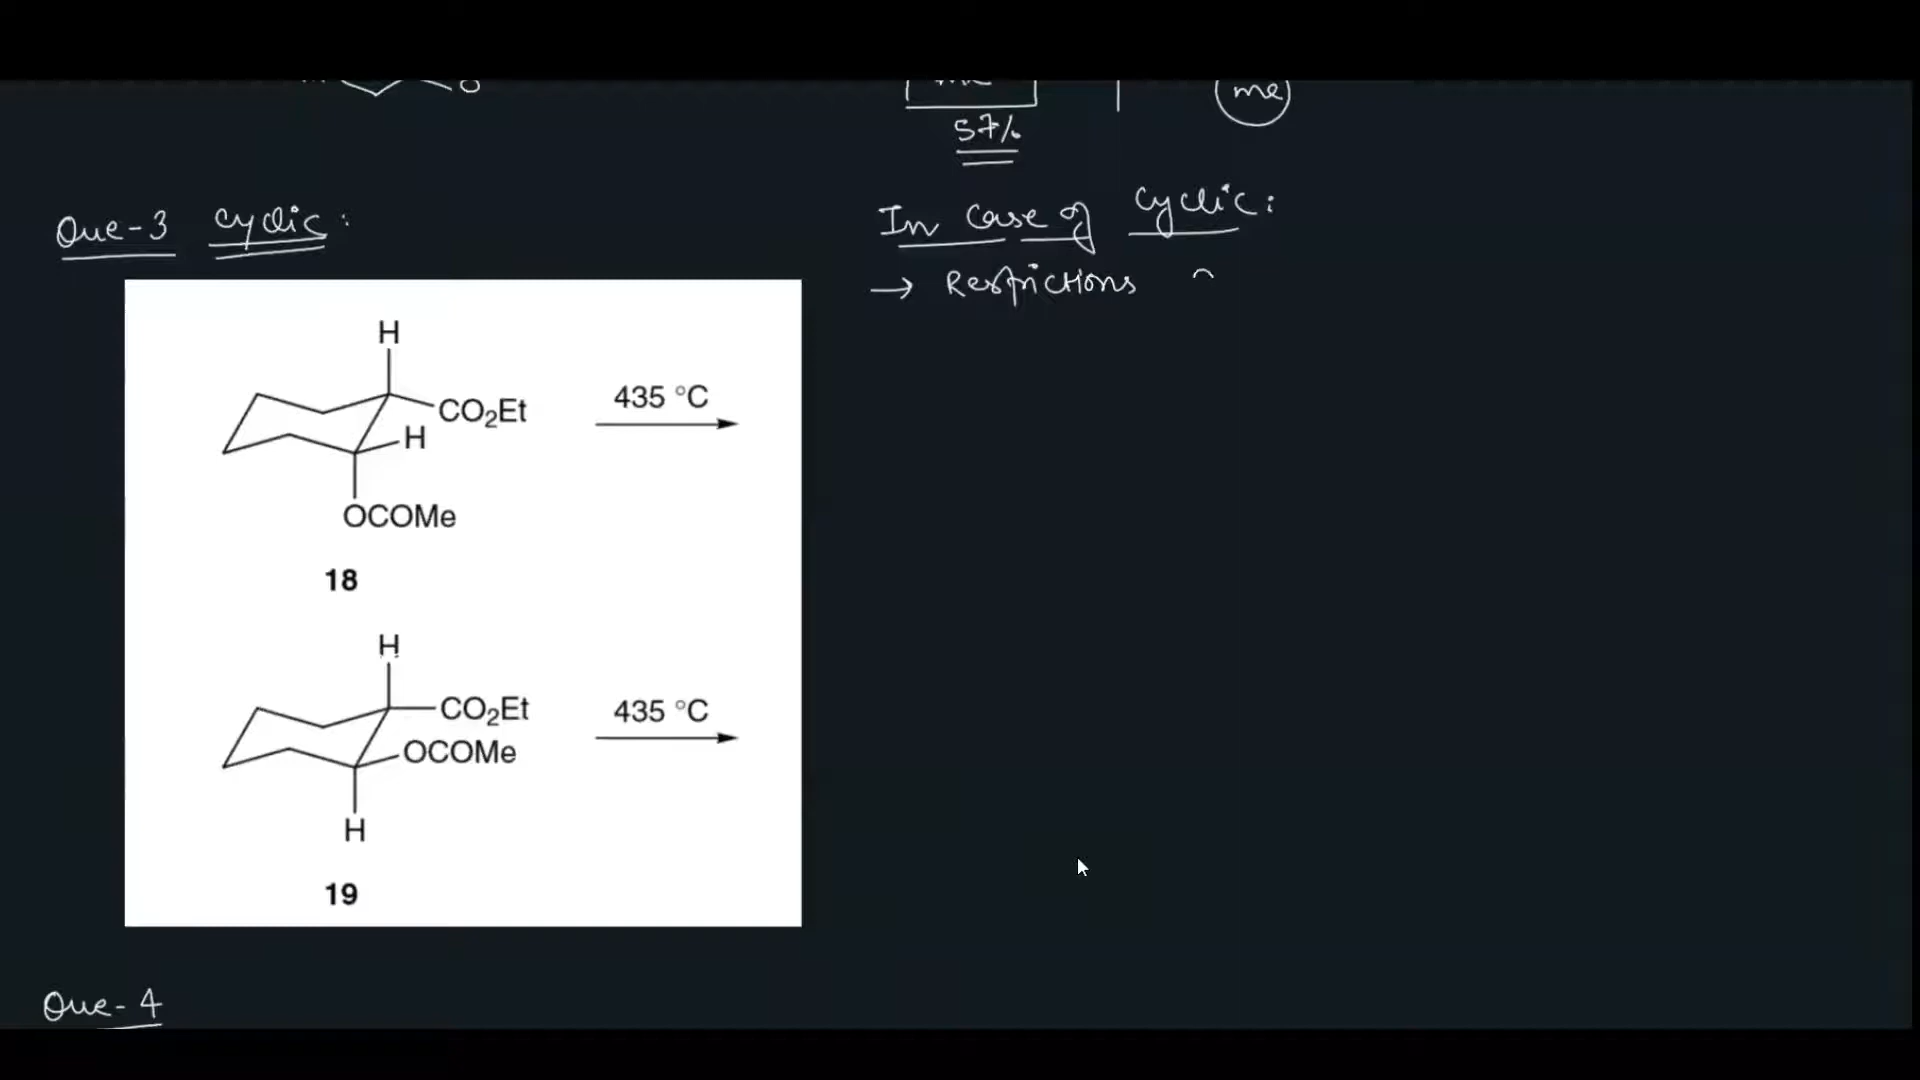 me
57%
Que-3 cyclic:
In Case of Cyclic:
→ Restrictions
H
CO₂Et
H
OCOMe
435 °C
18
H
CO₂Et
OCOMe
H
435 °C
19
Que-4